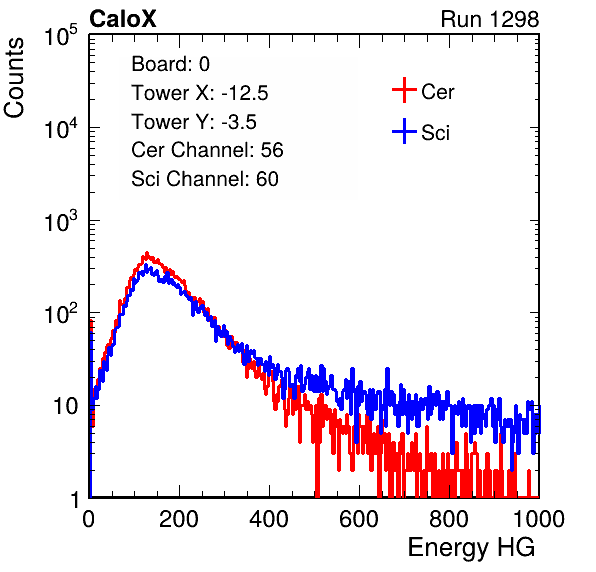 CaloX Run 1298
Counts
10^5
10^4
10^3
10^2
10
1
Board: 0
Tower X: -12.5
Tower Y: -3.5
Cer Channel: 56
Sci Channel: 60
Cer
Sci
0 200 400 600 800 1000
Energy HG